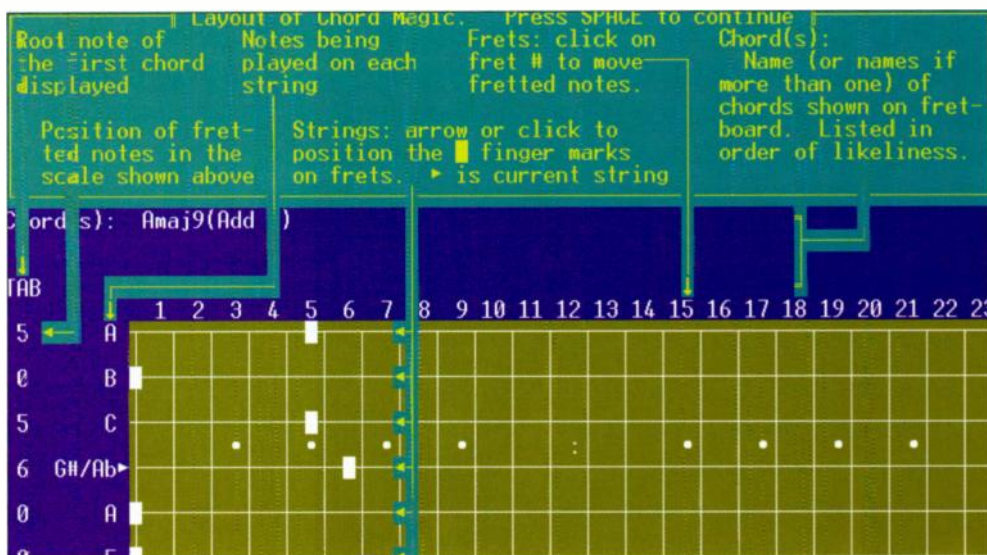 Layout of Chord Magic. Press SPACE to continue
Root note of the First chord displayed
Notes being played on each string
Frets: click on fret # to move fretted notes.
Chord(s):
Name (or names if more than one) of chords shown on fret-board. Listed in order of likeliness.
Position of fret-ted notes in the scale shown above
Strings: arrow or click to position the finger marks on frets. ► is current string
Chord(s): Amaj9(Add )
TAB
1 2 3 4 5 6 7 8 9 10 11 12 13 14 15 16 17 18 19 20 21 22 23
5 A
0 B
5 C
6 G#/Ab►
0 A
0 E